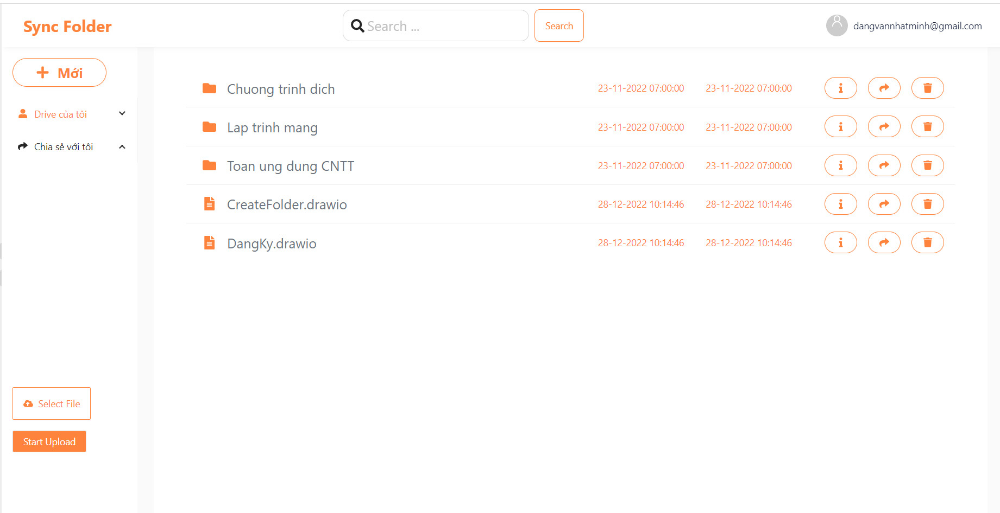 Sync Folder
Search ...
Search
dangvannhatminh@gmail.com
Mới
Drive của tôi
Chia sẻ với tôi
Chuong trinh dich 23-11-2022 07:00:00 23-11-2022 07:00:00
Lap trinh mang 23-11-2022 07:00:00 23-11-2022 07:00:00
Toan ung dung CNTT 23-11-2022 07:00:00 23-11-2022 07:00:00
CreateFolder.drawio 28-12-2022 10:14:46 28-12-2022 10:14:46
DangKy.drawio 28-12-2022 10:14:46 28-12-2022 10:14:46
Select File
Start Upload